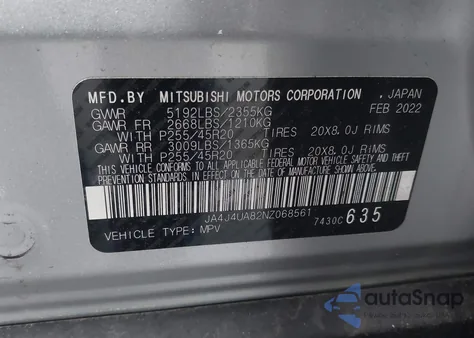 MFD.BY MITSUBISHI MOTORS CORPORATION . JAPAN
GVWR 5192LBS/2355KG FEB 2022
GAWR FR 2668LBS/1210KG
WITH P255/45R20 TIRES 20X8.0J RIMS
GAWR RR 3009LBS/1365KG
WITH P255/45R20 TIRES 20X8.0J RIMS
THIS VEHICLE CONFORMS TO ALL APPLICABLE FEDERAL MOTOR VEHICLE SAFETY, BUMPER, AND THEFT
PREVENTION STANDARDS IN EFFECT ON THE DATE OF MANUFACTURE SHOWN ABOVE.
JA4J4UA82NZ068561 7430C 635
VEHICLE TYPE: MPV
autoSnap